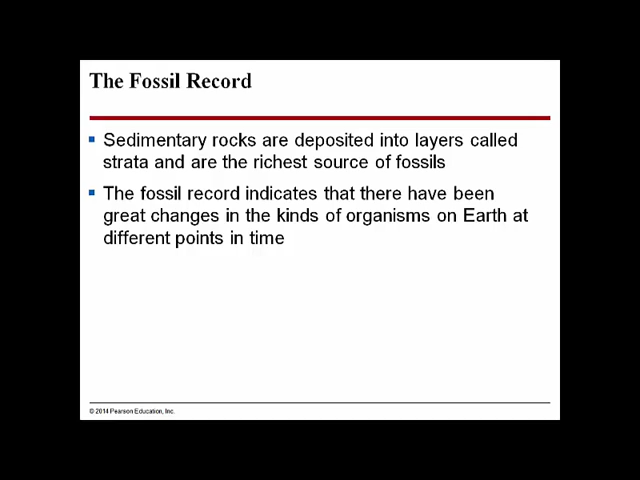 The Fossil Record
Sedimentary rocks are deposited into layers called
strata and are the richest source of fossils
The fossil record indicates that there have been
great changes in the kinds of organisms on Earth at
different points in time
© 2014 Pearson Education, Inc.